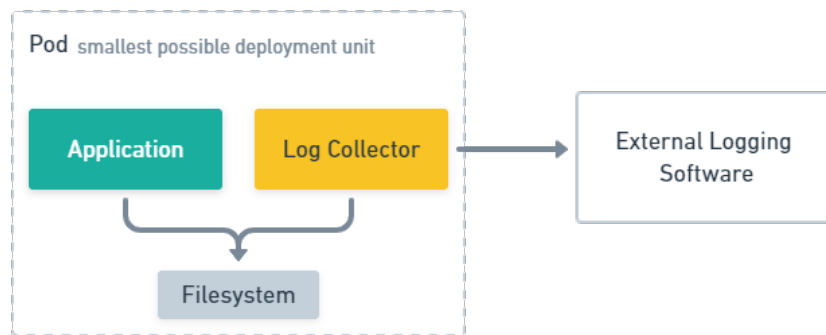 Pod smallest possible deployment unit
Application
Log Collector
External Logging
Software
Filesystem